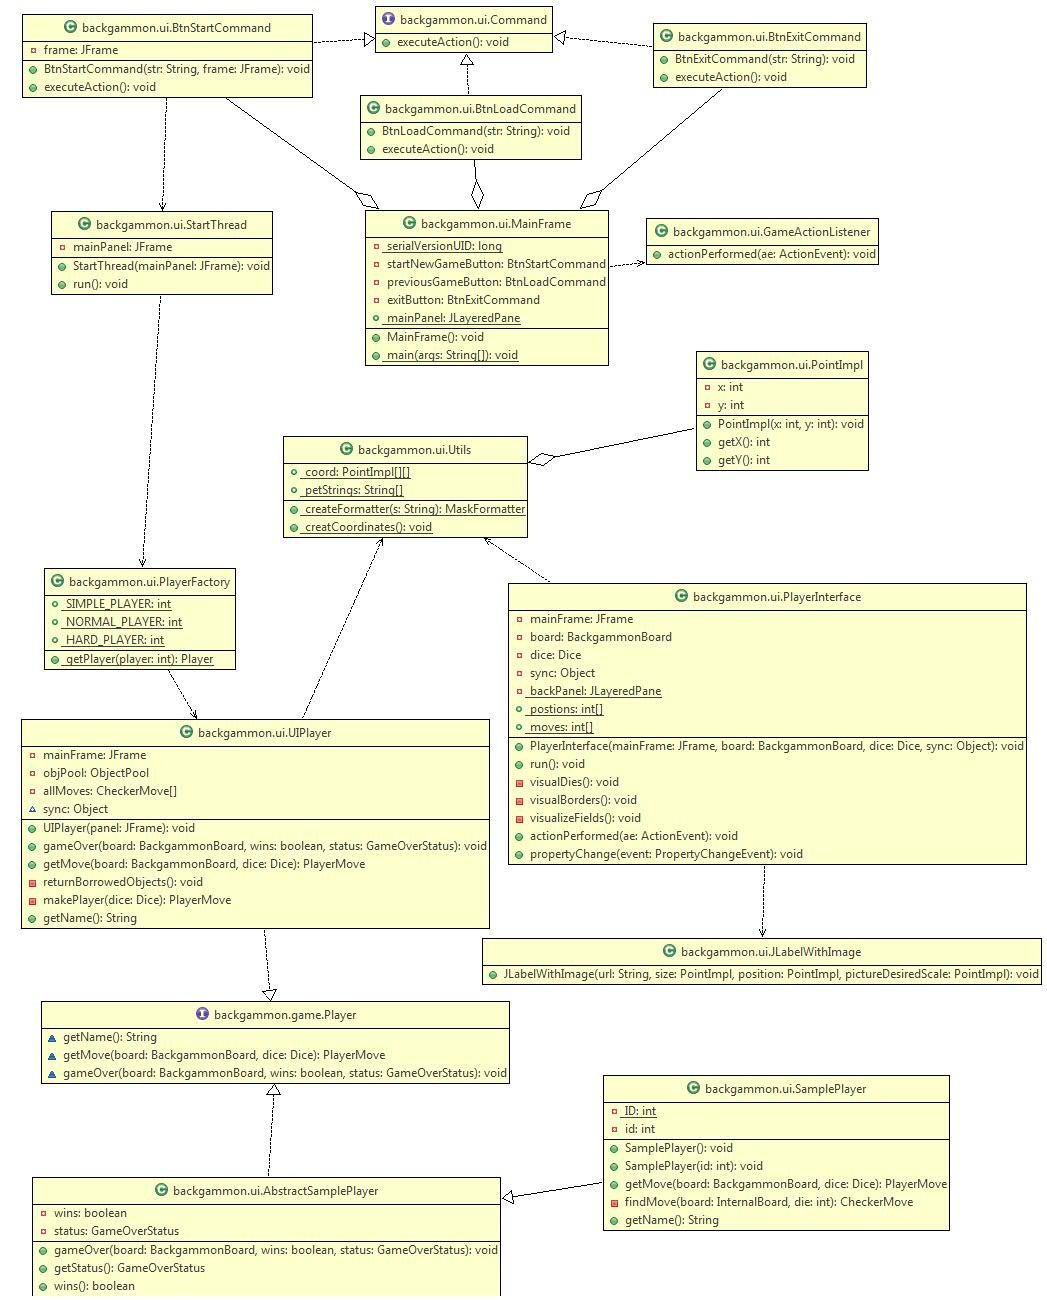 backgammon.ui.BtnStartCommand
frame: JFrame
BtnStartCommand(str: String, frame: JFrame): void
executeAction(): void
I backgammon.ui.Command
executeAction(): void
C backgammon.ui.BtnExitCommand
BtnExitCommand(str: String): void
executeAction(): void
C backgammon.ui.BtnLoadCommand
BtnLoadCommand(str: String): void
executeAction(): void
C backgammon.ui.StartThread
mainPanel: JFrame
StartThread(mainPanel: JFrame): void
run(): void
C backgammon.ui.MainFrame
serialVersionUID: long
startNewGameButton: BtnStartCommand
previousGameButton: BtnLoadCommand
exitButton: BtnExitCommand
mainPanel: JLayeredPane
MainFrame(): void
main(args: String[]): void
C backgammon.ui.GameActionListener
actionPerformed(ae: ActionEvent): void
C backgammon.ui.PointImpl
x: int
y: int
PointImpl(x: int, y: int): void
getX(): int
getY(): int
C backgammon.ui.Utils
coord: PointImpl[][]
petStrings: String[]
createFormatter(s: String): MaskFormatter
creatCoordinates(): void
C backgammon.ui.PlayerFactory
SIMPLE_PLAYER: int
NORMAL_PLAYER: int
HARD_PLAYER: int
getPlayer(player: int): Player
C backgammon.ui.PlayerInterface
mainFrame: JFrame
board: BackgammonBoard
dice: Dice
sync: Object
backPanel: JLayeredPane
postions: int[]
moves: int[]
PlayerInterface(mainFrame: JFrame, board: BackgammonBoard, dice: Dice, sync: Object): void
run(): void
visualDies(): void
visualBorders(): void
visualizeFields(): void
actionPerformed(ae: ActionEvent): void
propertyChange(event: PropertyChangeEvent): void
C backgammon.ui.UIPlayer
mainFrame: JFrame
objPool: ObjectPool
allMoves: CheckerMove[]
sync: Object
UIPlayer(panel: JFrame): void
gameOver(board: BackgammonBoard, wins: boolean, status: GameOverStatus): void
getMove(board: BackgammonBoard, dice: Dice): PlayerMove
returnBorrowedObjects(): void
makePlayer(dice: Dice): PlayerMove
getName(): String
C backgammon.ui.JLabelWithImage
JLabelWithImage(url: String, size: PointImpl, position: PointImpl, pictureDesiredScale: PointImpl): void
I backgammon.game.Player
getName(): String
getMove(board: BackgammonBoard, dice: Dice): PlayerMove
gameOver(board: BackgammonBoard, wins: boolean, status: GameOverStatus): void
C backgammon.ui.SamplePlayer
ID: int
id: int
SamplePlayer(): void
SamplePlayer(id: int): void
getMove(board: BackgammonBoard, dice: Dice): PlayerMove
findMove(board: InternalBoard, die: int): CheckerMove
getName(): String
C backgammon.ui.AbstractSamplePlayer
wins: boolean
status: GameOverStatus
gameOver(board: BackgammonBoard, wins: boolean, status: GameOverStatus): void
getStatus(): GameOverStatus
wins(): boolean